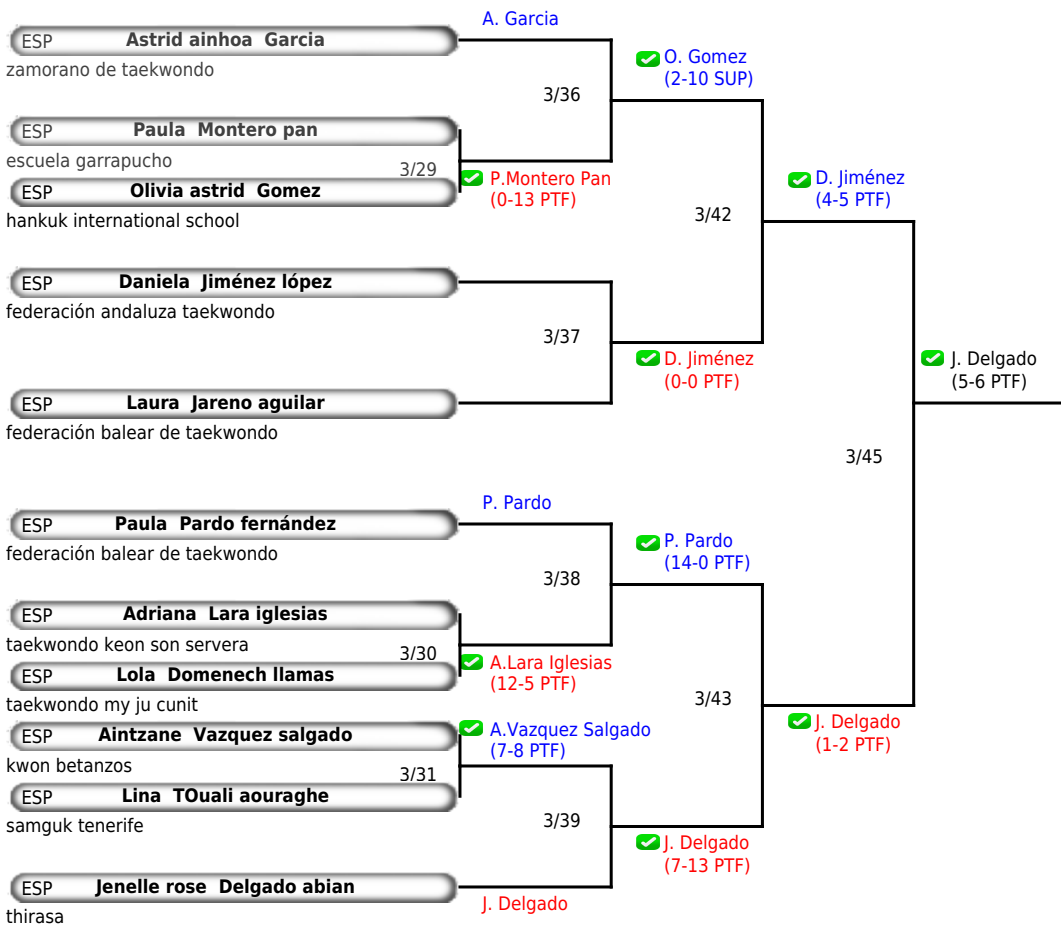 A. Garcia
ESP Astrid ainhoa Garcia
zamorano de taekwondo
O. Gomez
(2-10 SUP)
3/36
ESP Paula Montero pan
escuela garrapucho
3/29
P.Montero Pan
(0-13 PTF)
ESP Olivia astrid Gomez
hankuk international school
D. Jiménez
(4-5 PTF)
3/42
ESP Daniela Jiménez lópez
federación andaluza taekwondo
3/37
D. Jiménez
(0-0 PTF)
J. Delgado
(5-6 PTF)
ESP Laura Jareno aguilar
federación balear de taekwondo
3/45
P. Pardo
ESP Paula Pardo fernández
federación balear de taekwondo
P. Pardo
(14-0 PTF)
3/38
ESP Adriana Lara iglesias
taekwondo keon son servera
3/30
A.Lara Iglesias
(12-5 PTF)
ESP Lola Domenech llamas
taekwondo my ju cunit
3/43
J. Delgado
(1-2 PTF)
ESP Aintzane Vazquez salgado
A.Vazquez Salgado
(7-8 PTF)
kwon betanzos
3/31
ESP Lina TOuali aouraghe
samguk tenerife
3/39
J. Delgado
(7-13 PTF)
ESP Jenelle rose Delgado abian
J. Delgado
thirasa